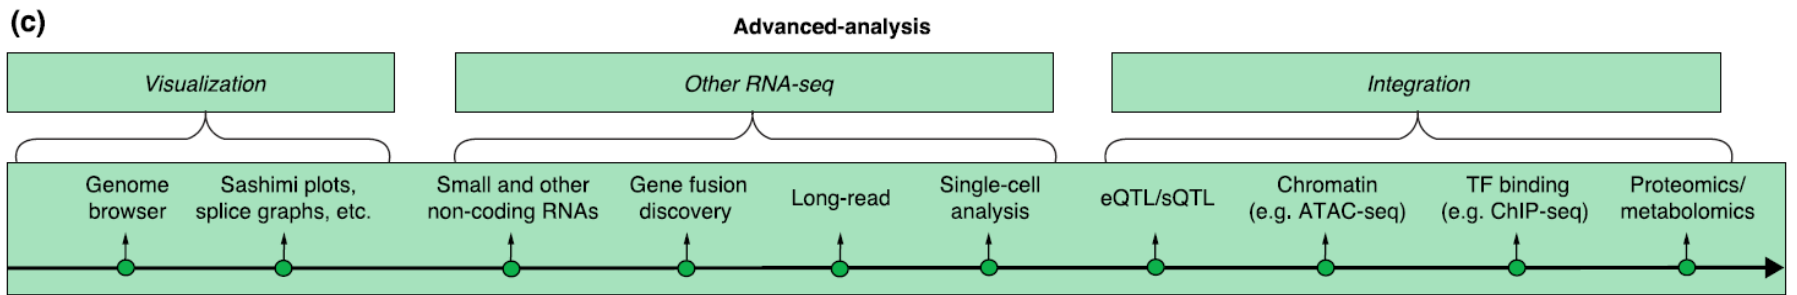 (c)
Advanced-analysis
Visualization
Other RNA-seq
Integration
Genome
browser
Sashimi plots,
splice graphs, etc.
Small and other
non-coding RNAs
Gene fusion
discovery
Long-read
Single-cell
analysis
eQTL/sQTL
Chromatin
(e.g. ATAC-seq)
TF binding
(e.g. ChIP-seq)
Proteomics/
metabolomics